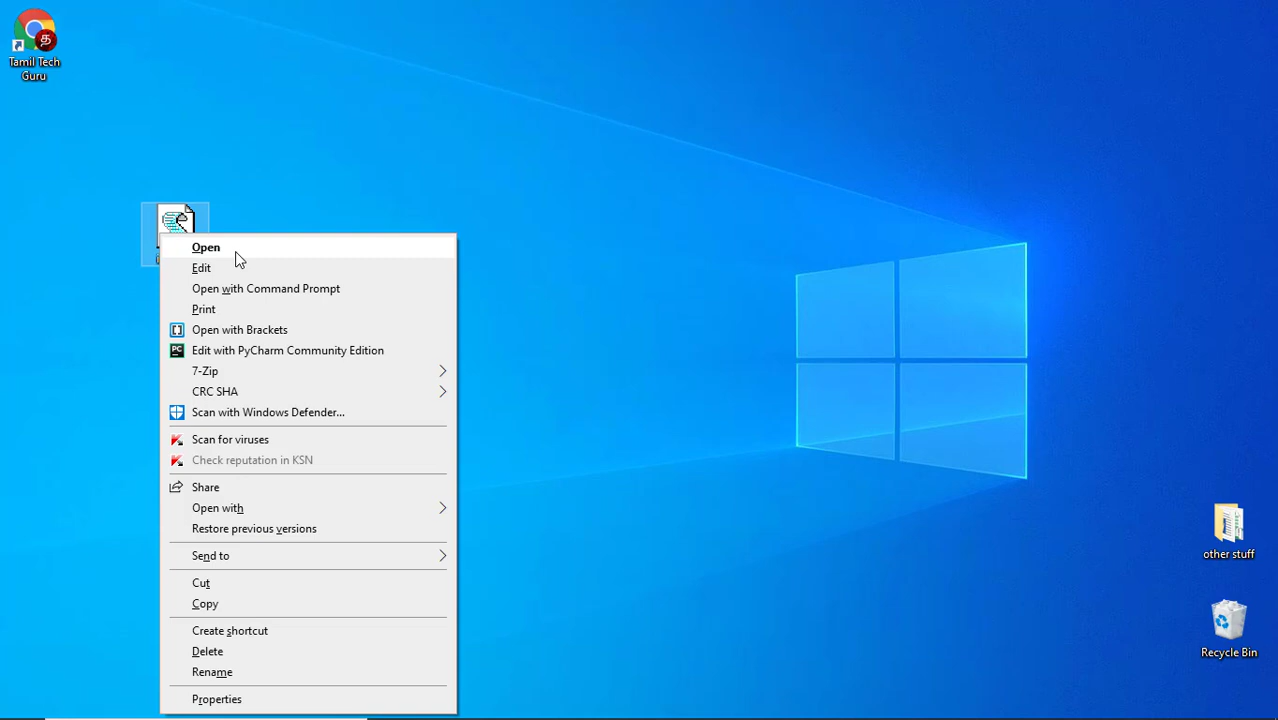 Tamil Tech
Guru
Open
Edit
Open with Command Prompt
Print
Open with Brackets
Edit with PyCharm Community Edition
7-Zip
CRC SHA
Scan with Windows Defender...
Scan for viruses
Check reputation in KSN
Share
Open with
Restore previous versions
Send to
Cut
Copy
Create shortcut
Delete
Rename
Properties
other stuff
Recycle Bin